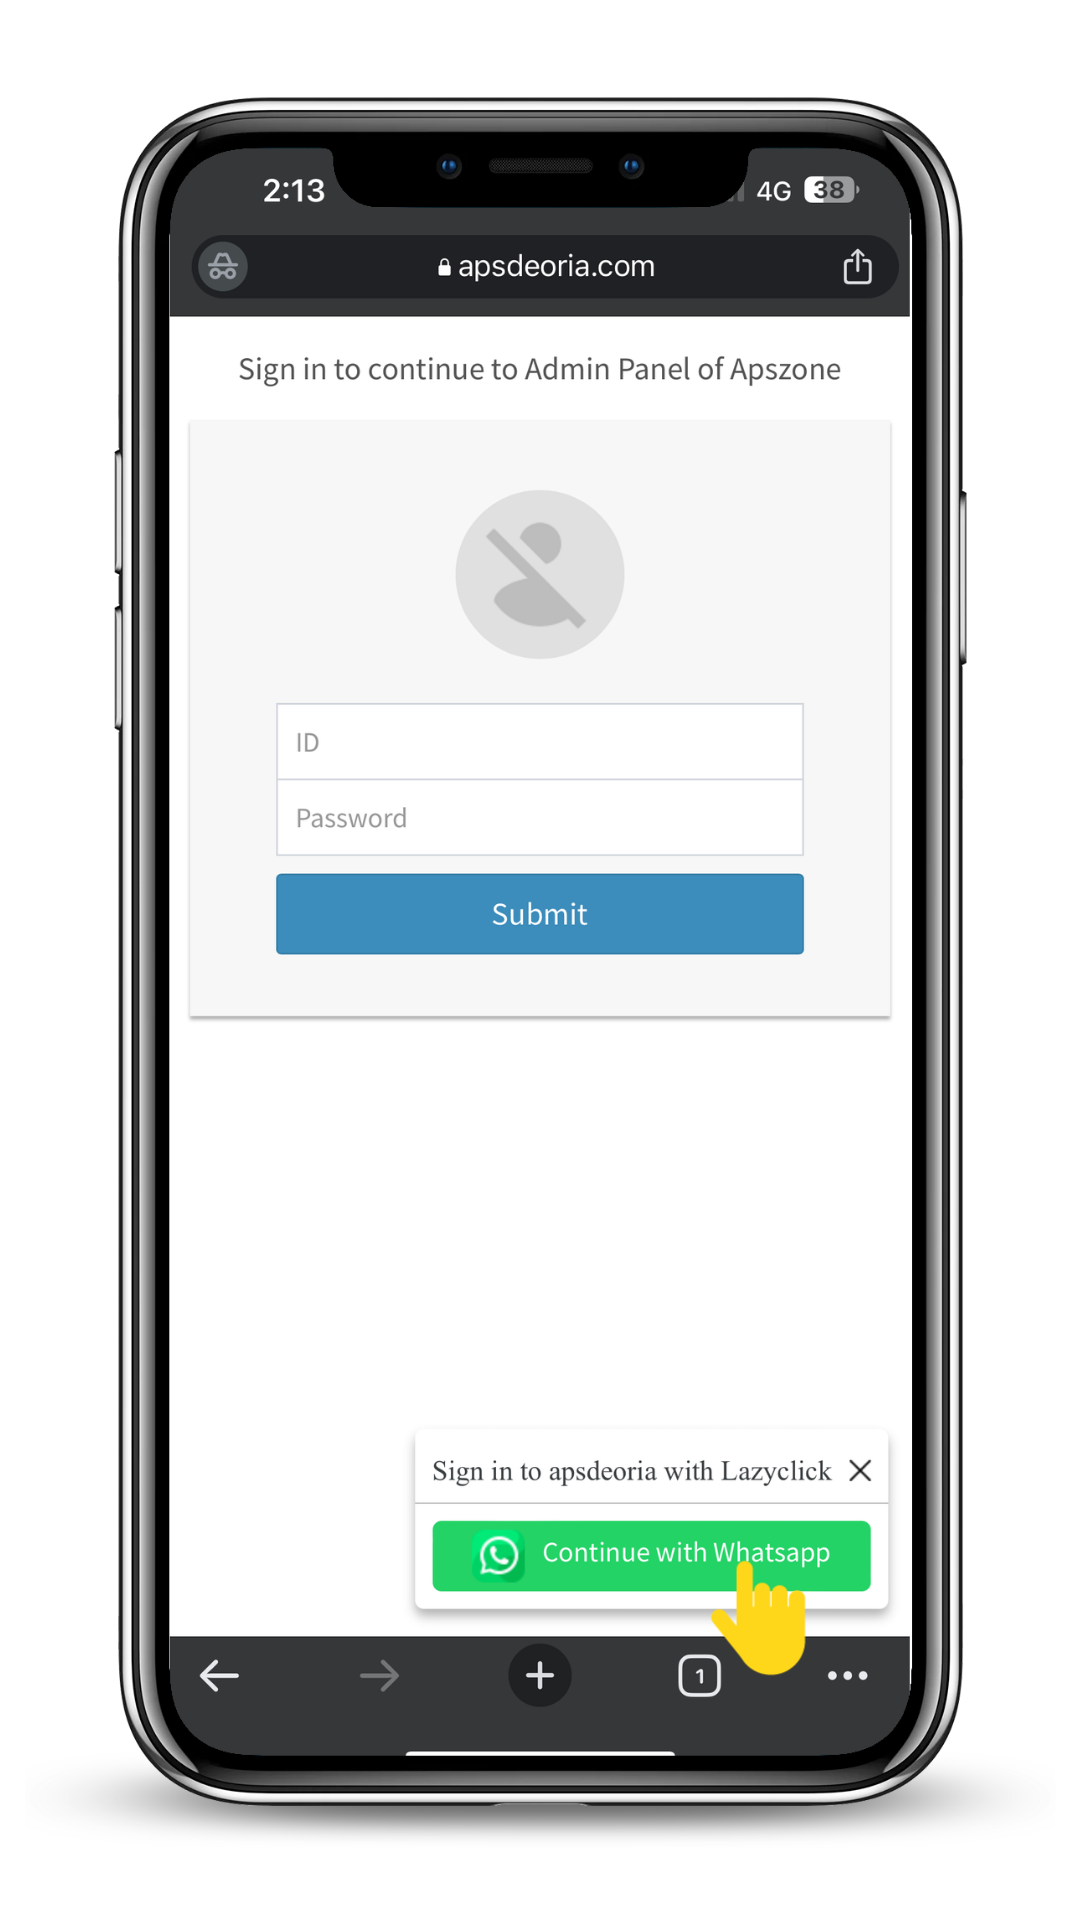 2:13
4G 38
apsdeoria.com
Sign in to continue to Admin Panel of Apszone
ID
Password
Submit
Sign in to apsdeoria with Lazyclick
Continue with Whatsapp
1